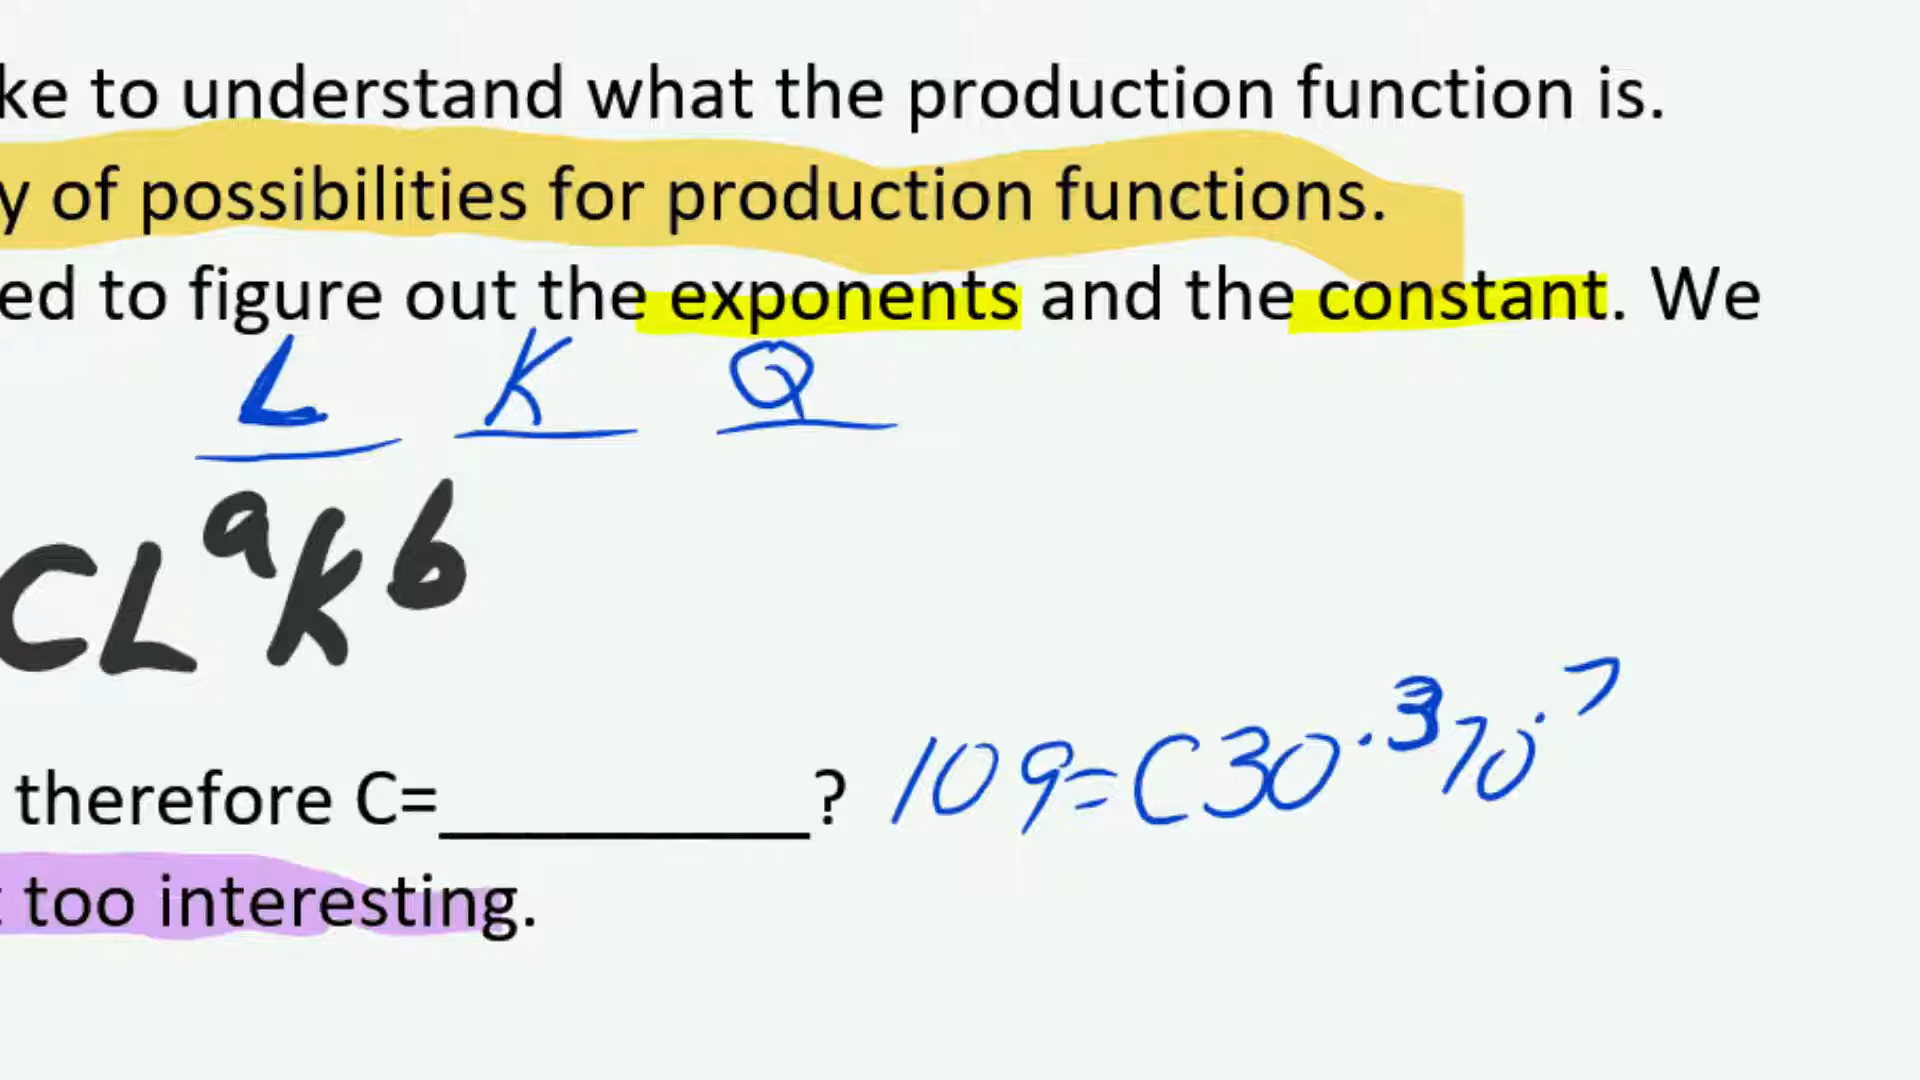 ke to understand what the production function is.
y of possibilities for production functions.
ed to figure out the exponents and the constant. We
L K Q
CLᵃKᵇ
therefore C=__________? 109=C30^.3 70^.7
too interesting.